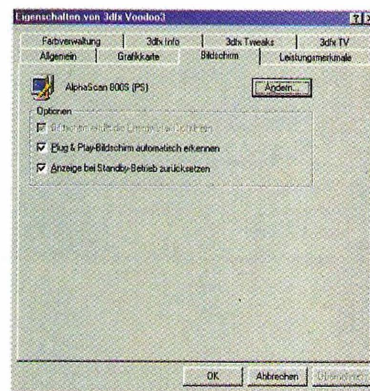 Eigenschaften von 3dfx Voodoo3
Farbverwaltung 3dfx Info 3dfx Tweaks 3dfx TV
Allgemein Grafikkarte Bildschirm Leistungsmerkmale
AlphaScan 800S (PS)
Ändern...
Optionen
Plug & Play-Bildschirm automatisch erkennen
Anzeige bei Standby-Betrieb zurücksetzen
OK Abbrechen